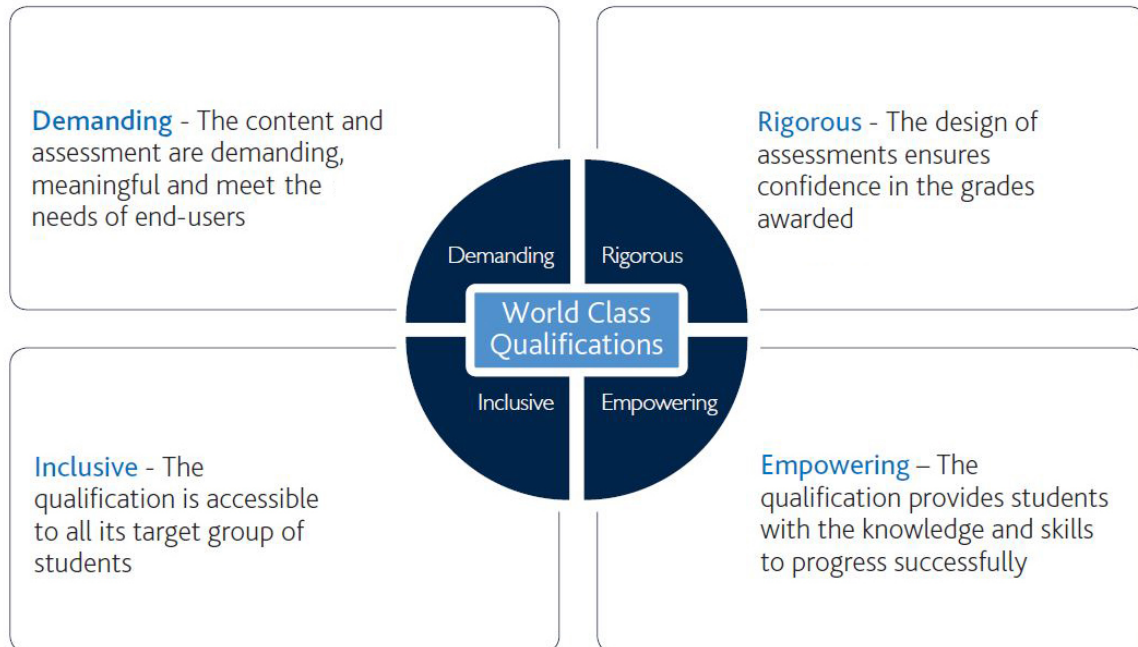 Demanding - The content and
assessment are demanding,
meaningful and meet the
needs of end-users
Rigorous - The design of
assessments ensures
confidence in the grades
awarded
Demanding
Rigorous
World Class
Qualifications
Inclusive
Empowering
Inclusive - The
qualification is accessible
to all its target group of
students
Empowering – The
qualification provides students
with the knowledge and skills
to progress successfully